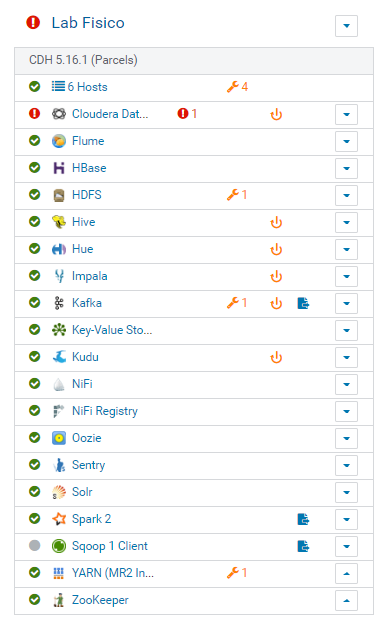 Lab Fisico
CDH 5.16.1 (Parcels)
6 Hosts 4
Cloudera Dat... 1
Flume
HBase
HDFS 1
Hive
Hue
Impala
Kafka 1
Key-Value Sto...
Kudu
NiFi
NiFi Registry
Oozie
Sentry
Solr
Spark 2
Sqoop 1 Client
YARN (MR2 In... 1
ZooKeeper